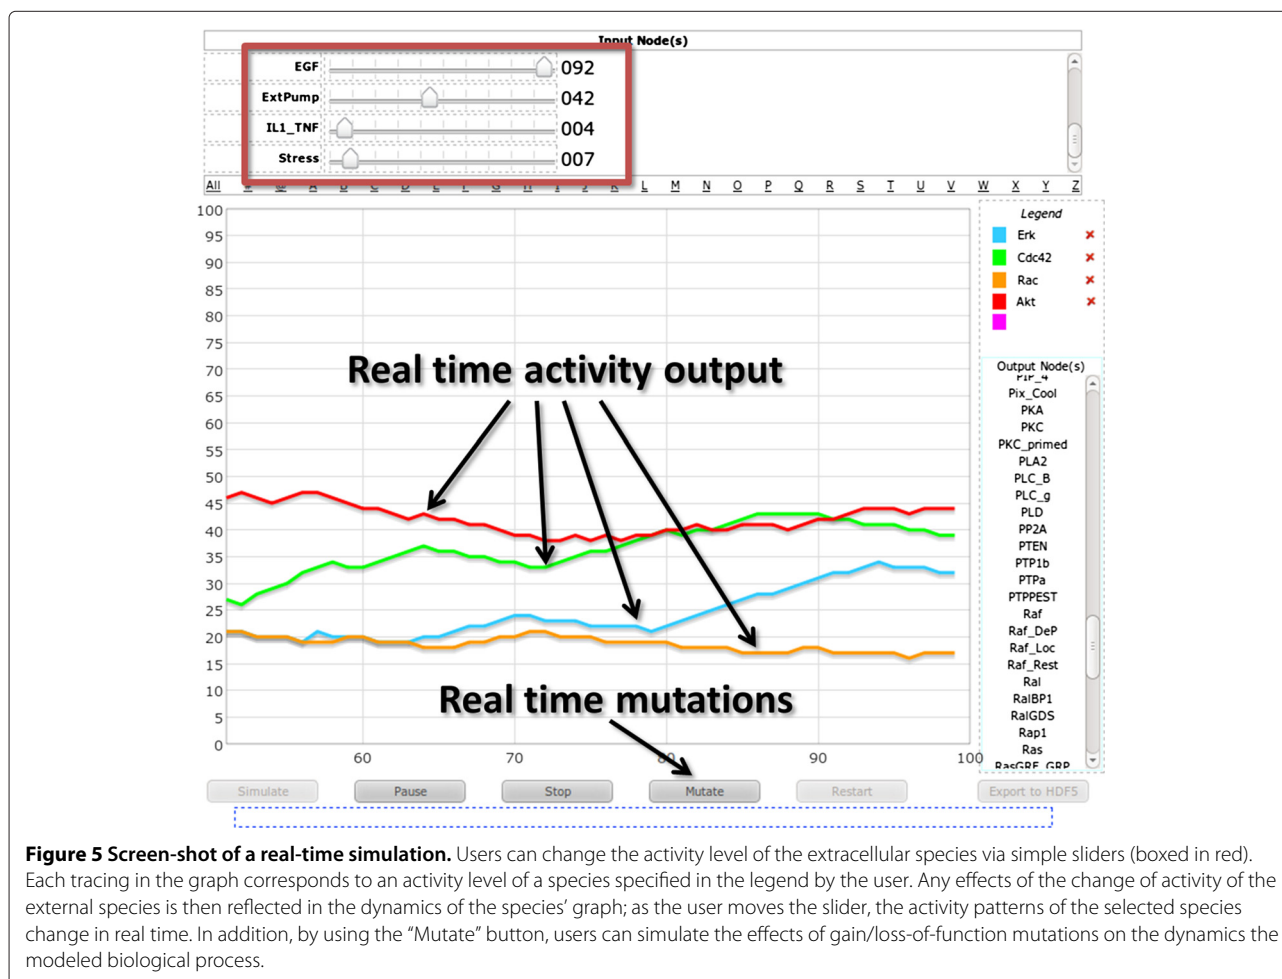 Input Node(s)
EGF 092
ExtPump 042
IL1_TNF 004
Stress 007
All # @ A B C D E F G H I J K L M N O P Q R S T U V W X Y Z
Legend
Erk
Cdc42
Rac
Akt
100
95
90
85
80
75
70
65
60
55
50
45
40
35
30
25
20
15
10
5
0
Real time activity output
Real time mutations
60 70 80 90 100
Output Node(s)
PIP_4
Pix_Cool
PKA
PKC
PKC_primed
PLA2
PLC_B
PLC_g
PLD
PP2A
PTEN
PTP1b
PTPa
PTPPEST
Raf
Raf_DeP
Raf_Loc
Raf_Rest
Ral
RalBP1
RalGDS
Rap1
Ras
RasGRF_GRP
Simulate Pause Stop Mutate Restart Export to HDF5
Figure 5 Screen-shot of a real-time simulation. Users can change the activity level of the extracellular species via simple sliders (boxed in red).
Each tracing in the graph corresponds to an activity level of a species specified in the legend by the user. Any effects of the change of activity of the
external species is then reflected in the dynamics of the species' graph; as the user moves the slider, the activity patterns of the selected species
change in real time. In addition, by using the “Mutate” button, users can simulate the effects of gain/loss-of-function mutations on the dynamics the
modeled biological process.